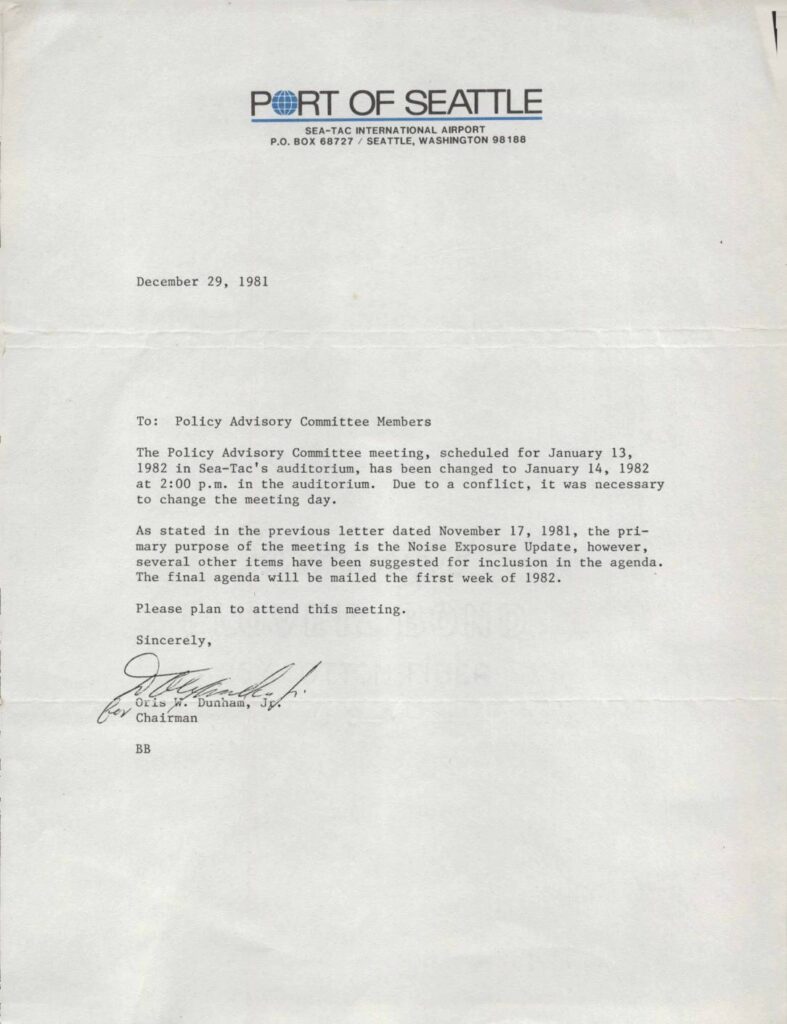 PORT OF SEATTLE
SEA-TAC INTERNATIONAL AIRPORT
P.O. BOX 68727 / SEATTLE, WASHINGTON 98188
December 29, 1981
To: Policy Advisory Committee Members
The Policy Advisory Committee meeting, scheduled for January 13,
1982 in Sea-Tac's auditorium, has been changed to January 14, 1982
at 2:00 p.m. in the auditorium. Due to a conflict, it was necessary
to change the meeting day.
As stated in the previous letter dated November 17, 1981, the pri-
mary purpose of the meeting is the Noise Exposure Update, however,
several other items have been suggested for inclusion in the agenda.
The final agenda will be mailed the first week of 1982.
Please plan to attend this meeting.
Sincerely,
for
Oris W. Dunham, Jr.
Chairman
BB